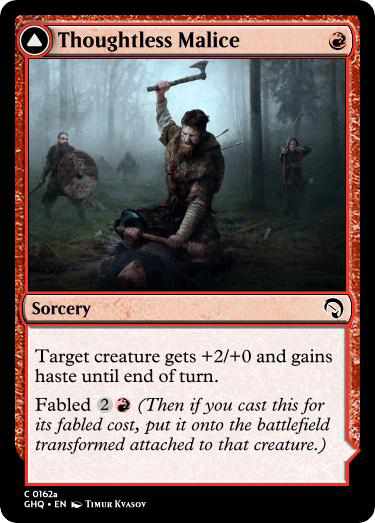 Thoughtless Malice
Sorcery
Target creature gets +2/+0 and gains
haste until end of turn.
Fabled 2 (Then if you cast this for
its fabled cost, put it onto the battlefield
transformed attached to that creature.)
C 0162a
GHQ • EN Timur Kvasov